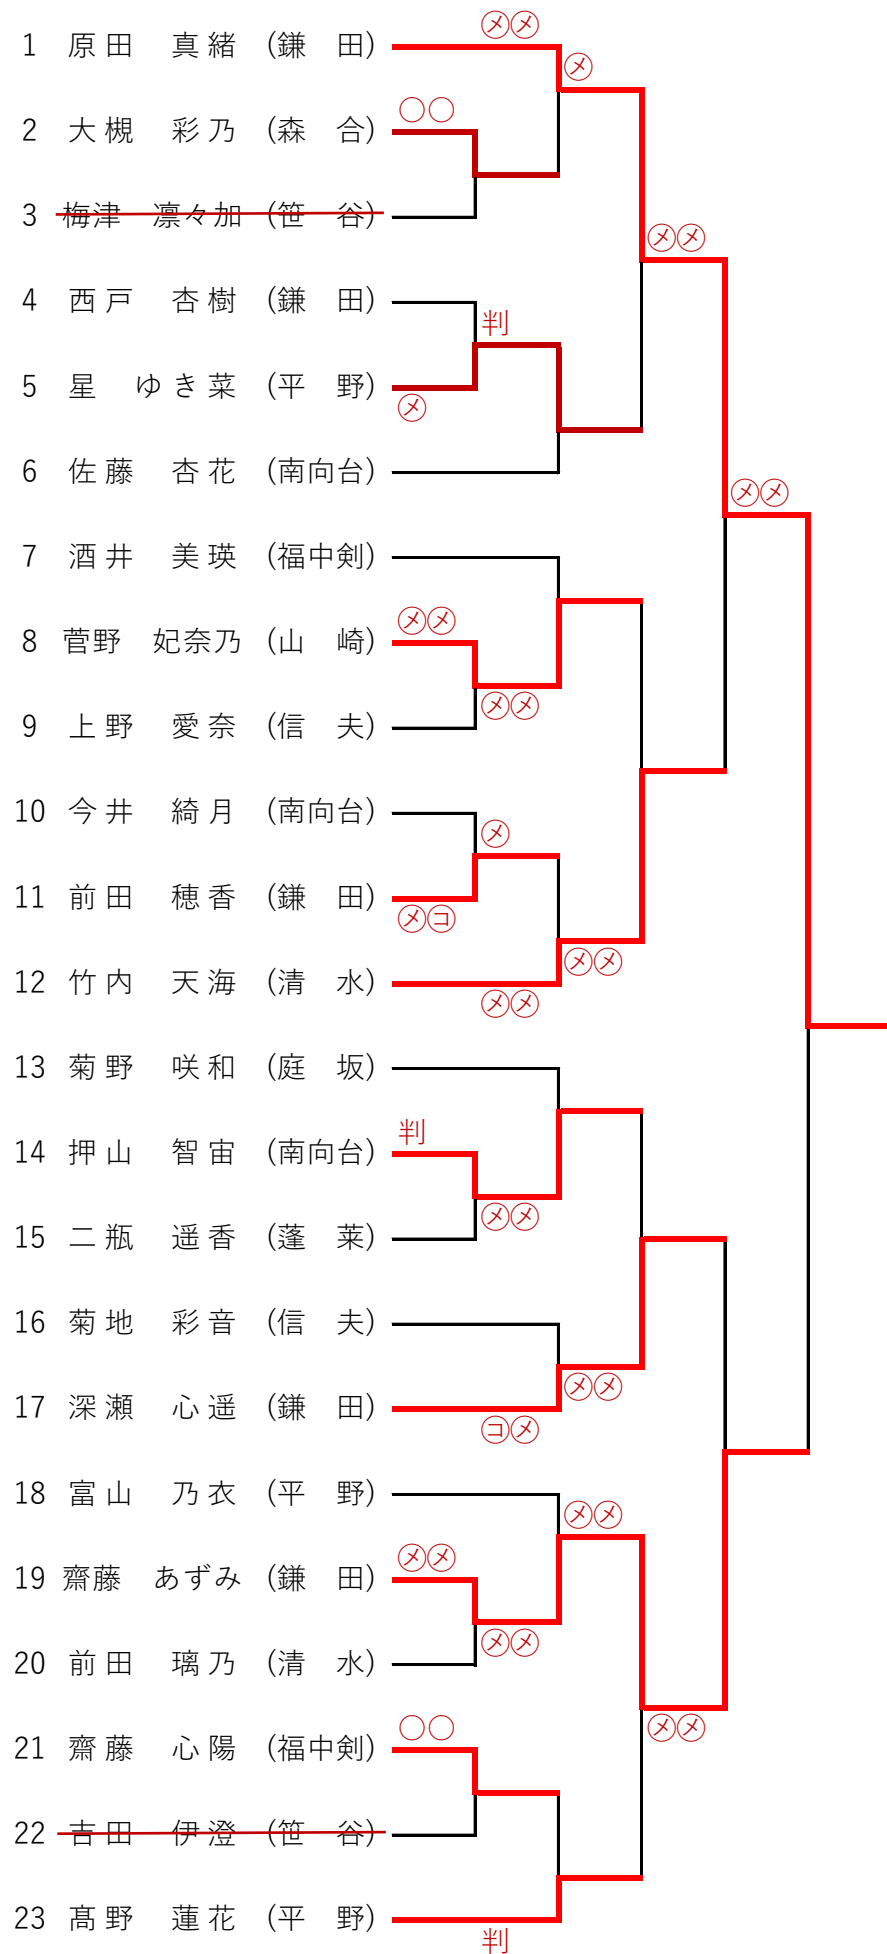 ㋱㋱
1 原田 真緒 (鎌 田)
㋱
○○
2 大槻 彩乃 (森 合)
3 梅津 凛々加 (笹 谷)
㋱㋱
4 西戸 杏樹 (鎌 田)
判
5 星 ゆき菜 (平 野)
㋱
6 佐藤 杏花 (南向台)
㋱㋱
7 酒井 美瑛 (福中剣)
㋱㋱
8 菅野 妃奈乃 (山 崎)
㋱㋱
9 上野 愛奈 (信 夫)
10 今井 綺月 (南向台)
㋱
11 前田 穂香 (鎌 田)
㋱㋙
㋱㋱
12 竹内 天海 (清 水)
㋱㋱
13 菊野 咲和 (庭 坂)
判
14 押山 智宙 (南向台)
㋱㋱
15 二瓶 遥香 (蓬 莱)
16 菊地 彩音 (信 夫)
㋱㋱
17 深瀬 心遥 (鎌 田)
㋙㋱
18 富山 乃衣 (平 野)
㋱㋱
㋱㋱
19 齋藤 あずみ (鎌 田)
㋱㋱
20 前田 璃乃 (清 水)
○○
㋱㋱
21 齋藤 心陽 (福中剣)
22 吉田 伊澄 (笹 谷)
23 髙野 蓮花 (平 野)
判